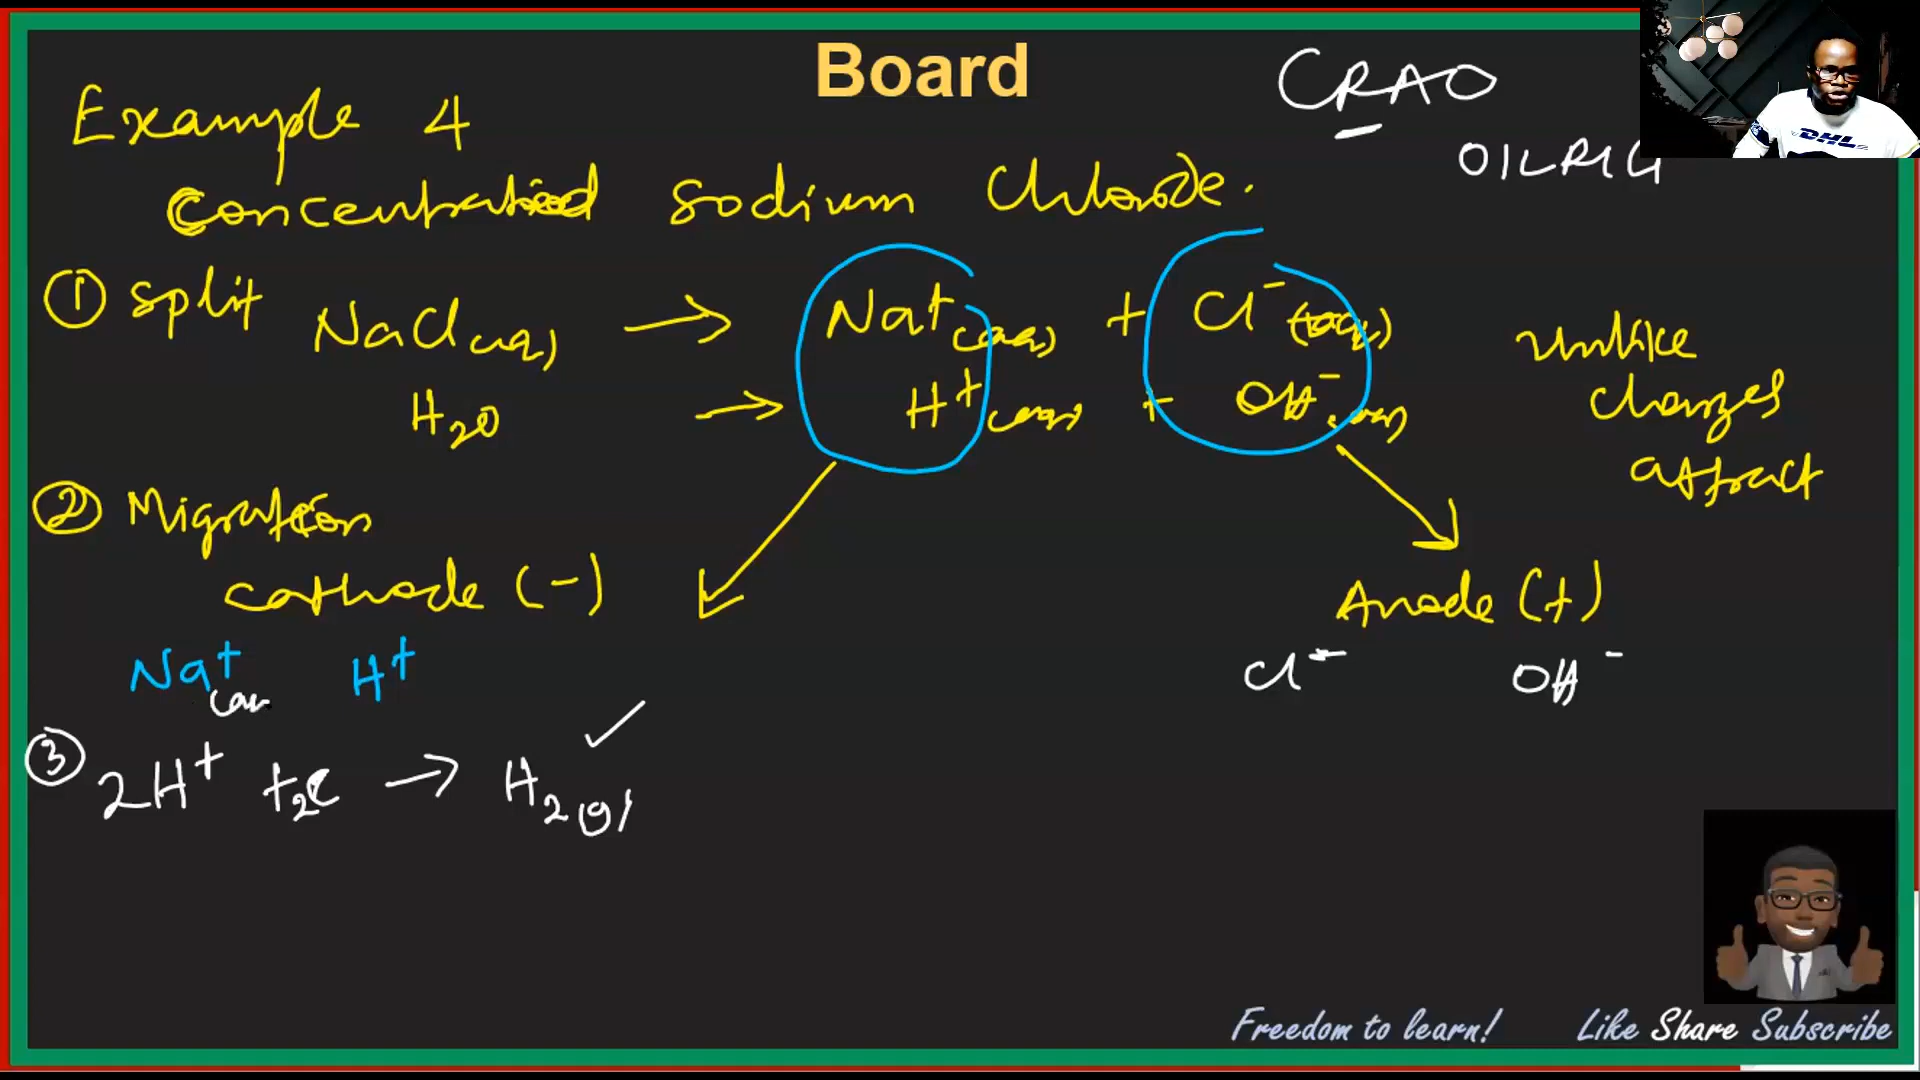 Board
CRAO
OILRIG
DHL
Example 4
Concentrated sodium Chloride.
① split NaCl(aq) → Na⁺(aq) + Cl⁻(aq)
H₂O → H⁺(aq) + OH⁻(aq)
unlike
charges
attract
② Migration
cathode (-)
Anode (+)
Na⁺(aq) H⁺
Cl⁻ OH⁻
③ 2H⁺ +2e → H₂(g)
Freedom to learn!
Like Share Subscribe